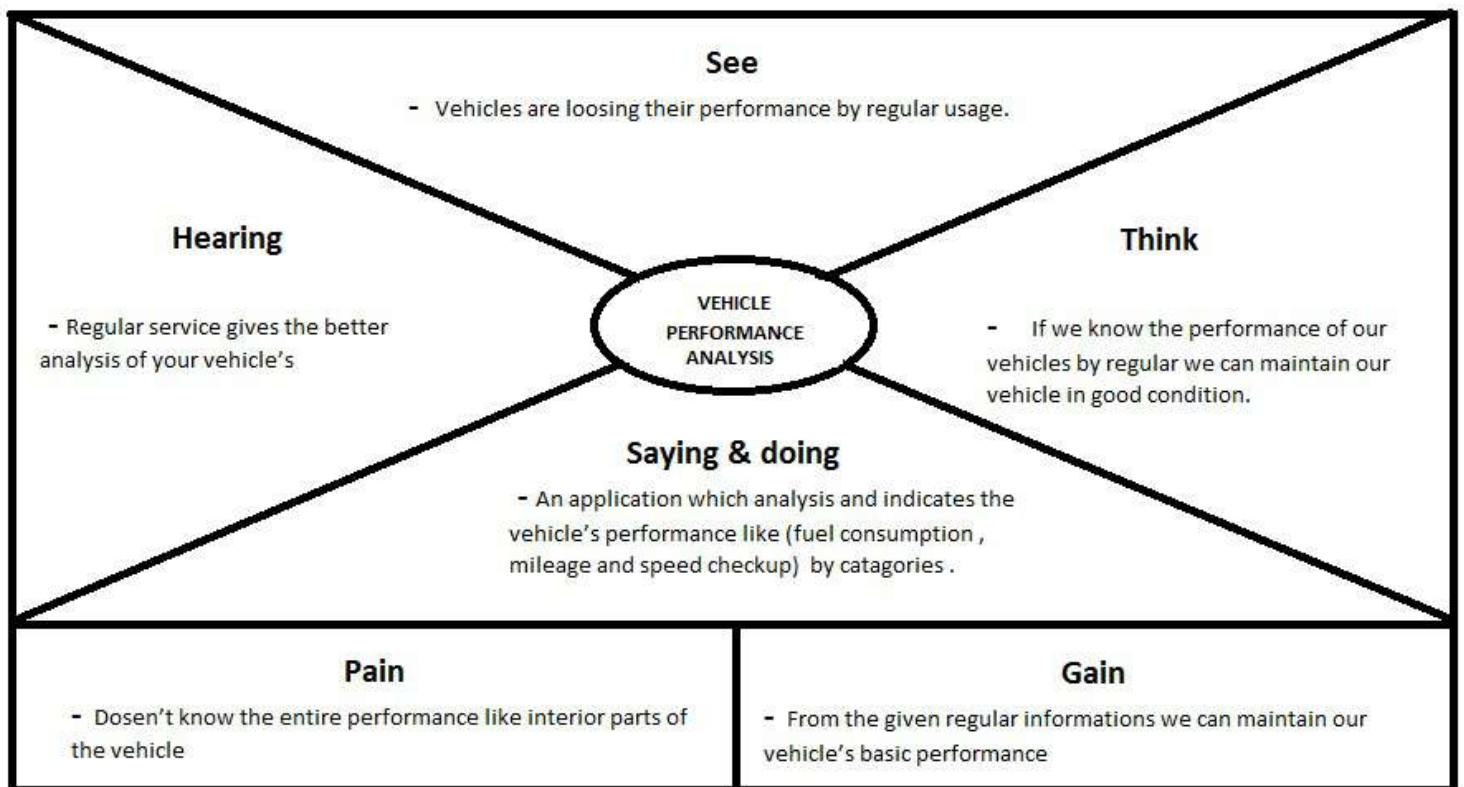 See
- Vehicles are loosing their performance by regular usage.
Hearing
- Regular service gives the better
analysis of your vehicle's
VEHICLE
PERFORMANCE
ANALYSIS
Think
- If we know the performance of our
vehicles by regular we can maintain our
vehicle in good condition.
Saying & doing
- An application which analysis and indicates the
vehicle's performance like (fuel consumption ,
mileage and speed checkup) by catagories .
Pain
- Dosen't know the entire performance like interior parts of
the vehicle
Gain
- From the given regular informations we can maintain our
vehicle's basic performance